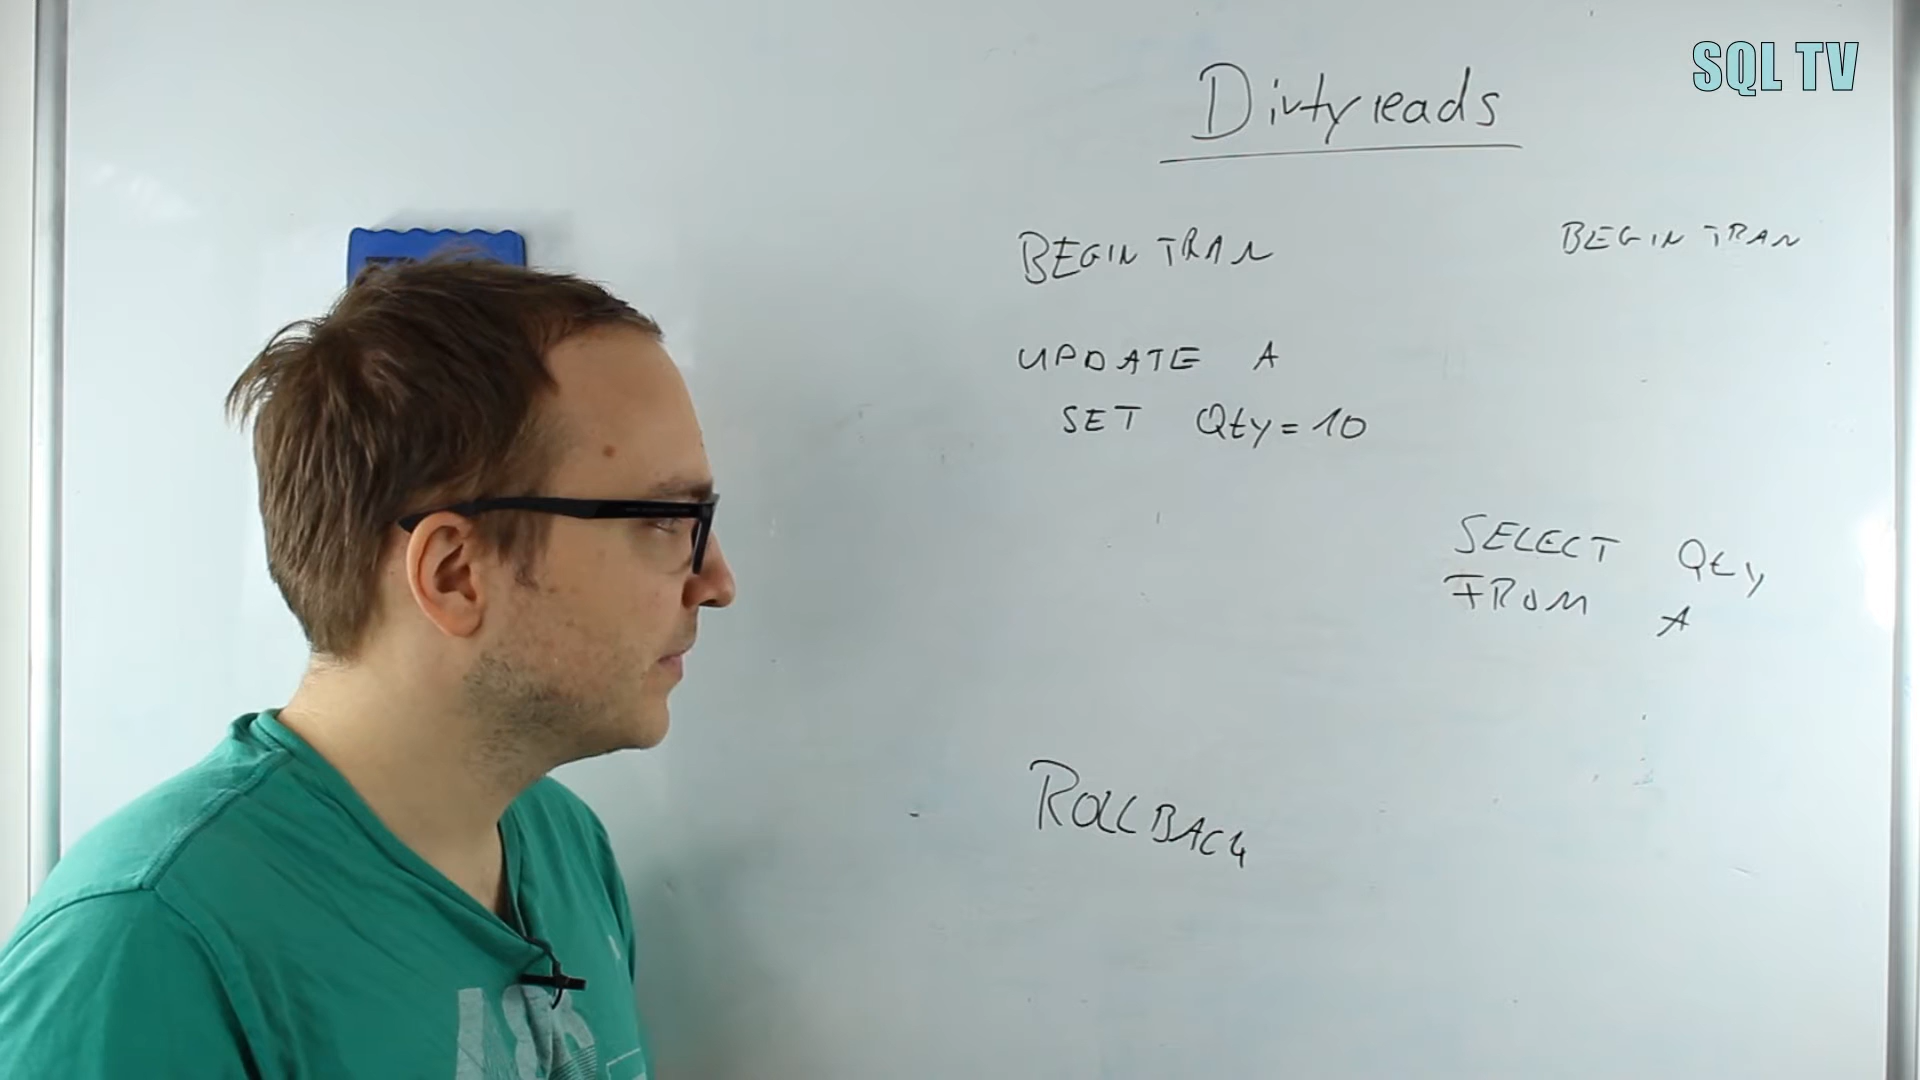 SQL TV
Dirty reads
BEGIN TRAN
BEGIN TRAN
UPDATE A
SET Qty = 10
SELECT Qty
FROM A
ROLLBACK